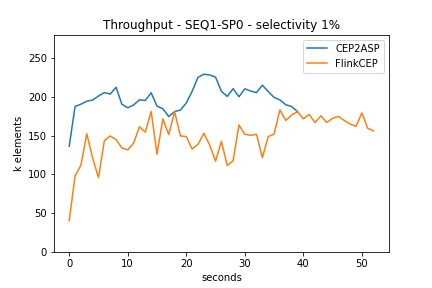 Throughput - SEQ1-SP0 - selectivity 1%
CEP2ASP
FlinkCEP
k elements
250
200
150
100
50
0
0 10 20 30 40 50
seconds